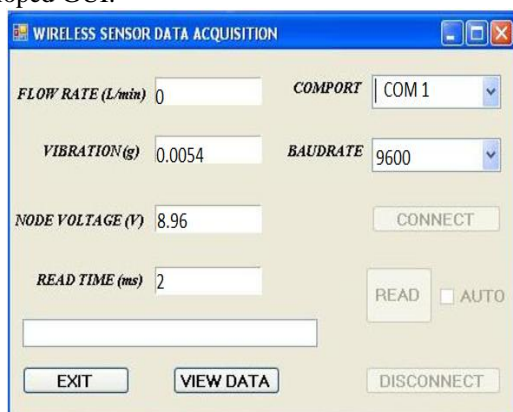 loped GUI.
WIRELESS SENSOR DATA ACQUISITION
FLOW RATE (L/min) 0 COMPORT COM 1
VIBRATION(g) 0.0054 BAUDRATE 9600
NODE VOLTAGE (V) 8.96 CONNECT
READ TIME (ms) 2 READ AUTO
EXIT VIEW DATA DISCONNECT